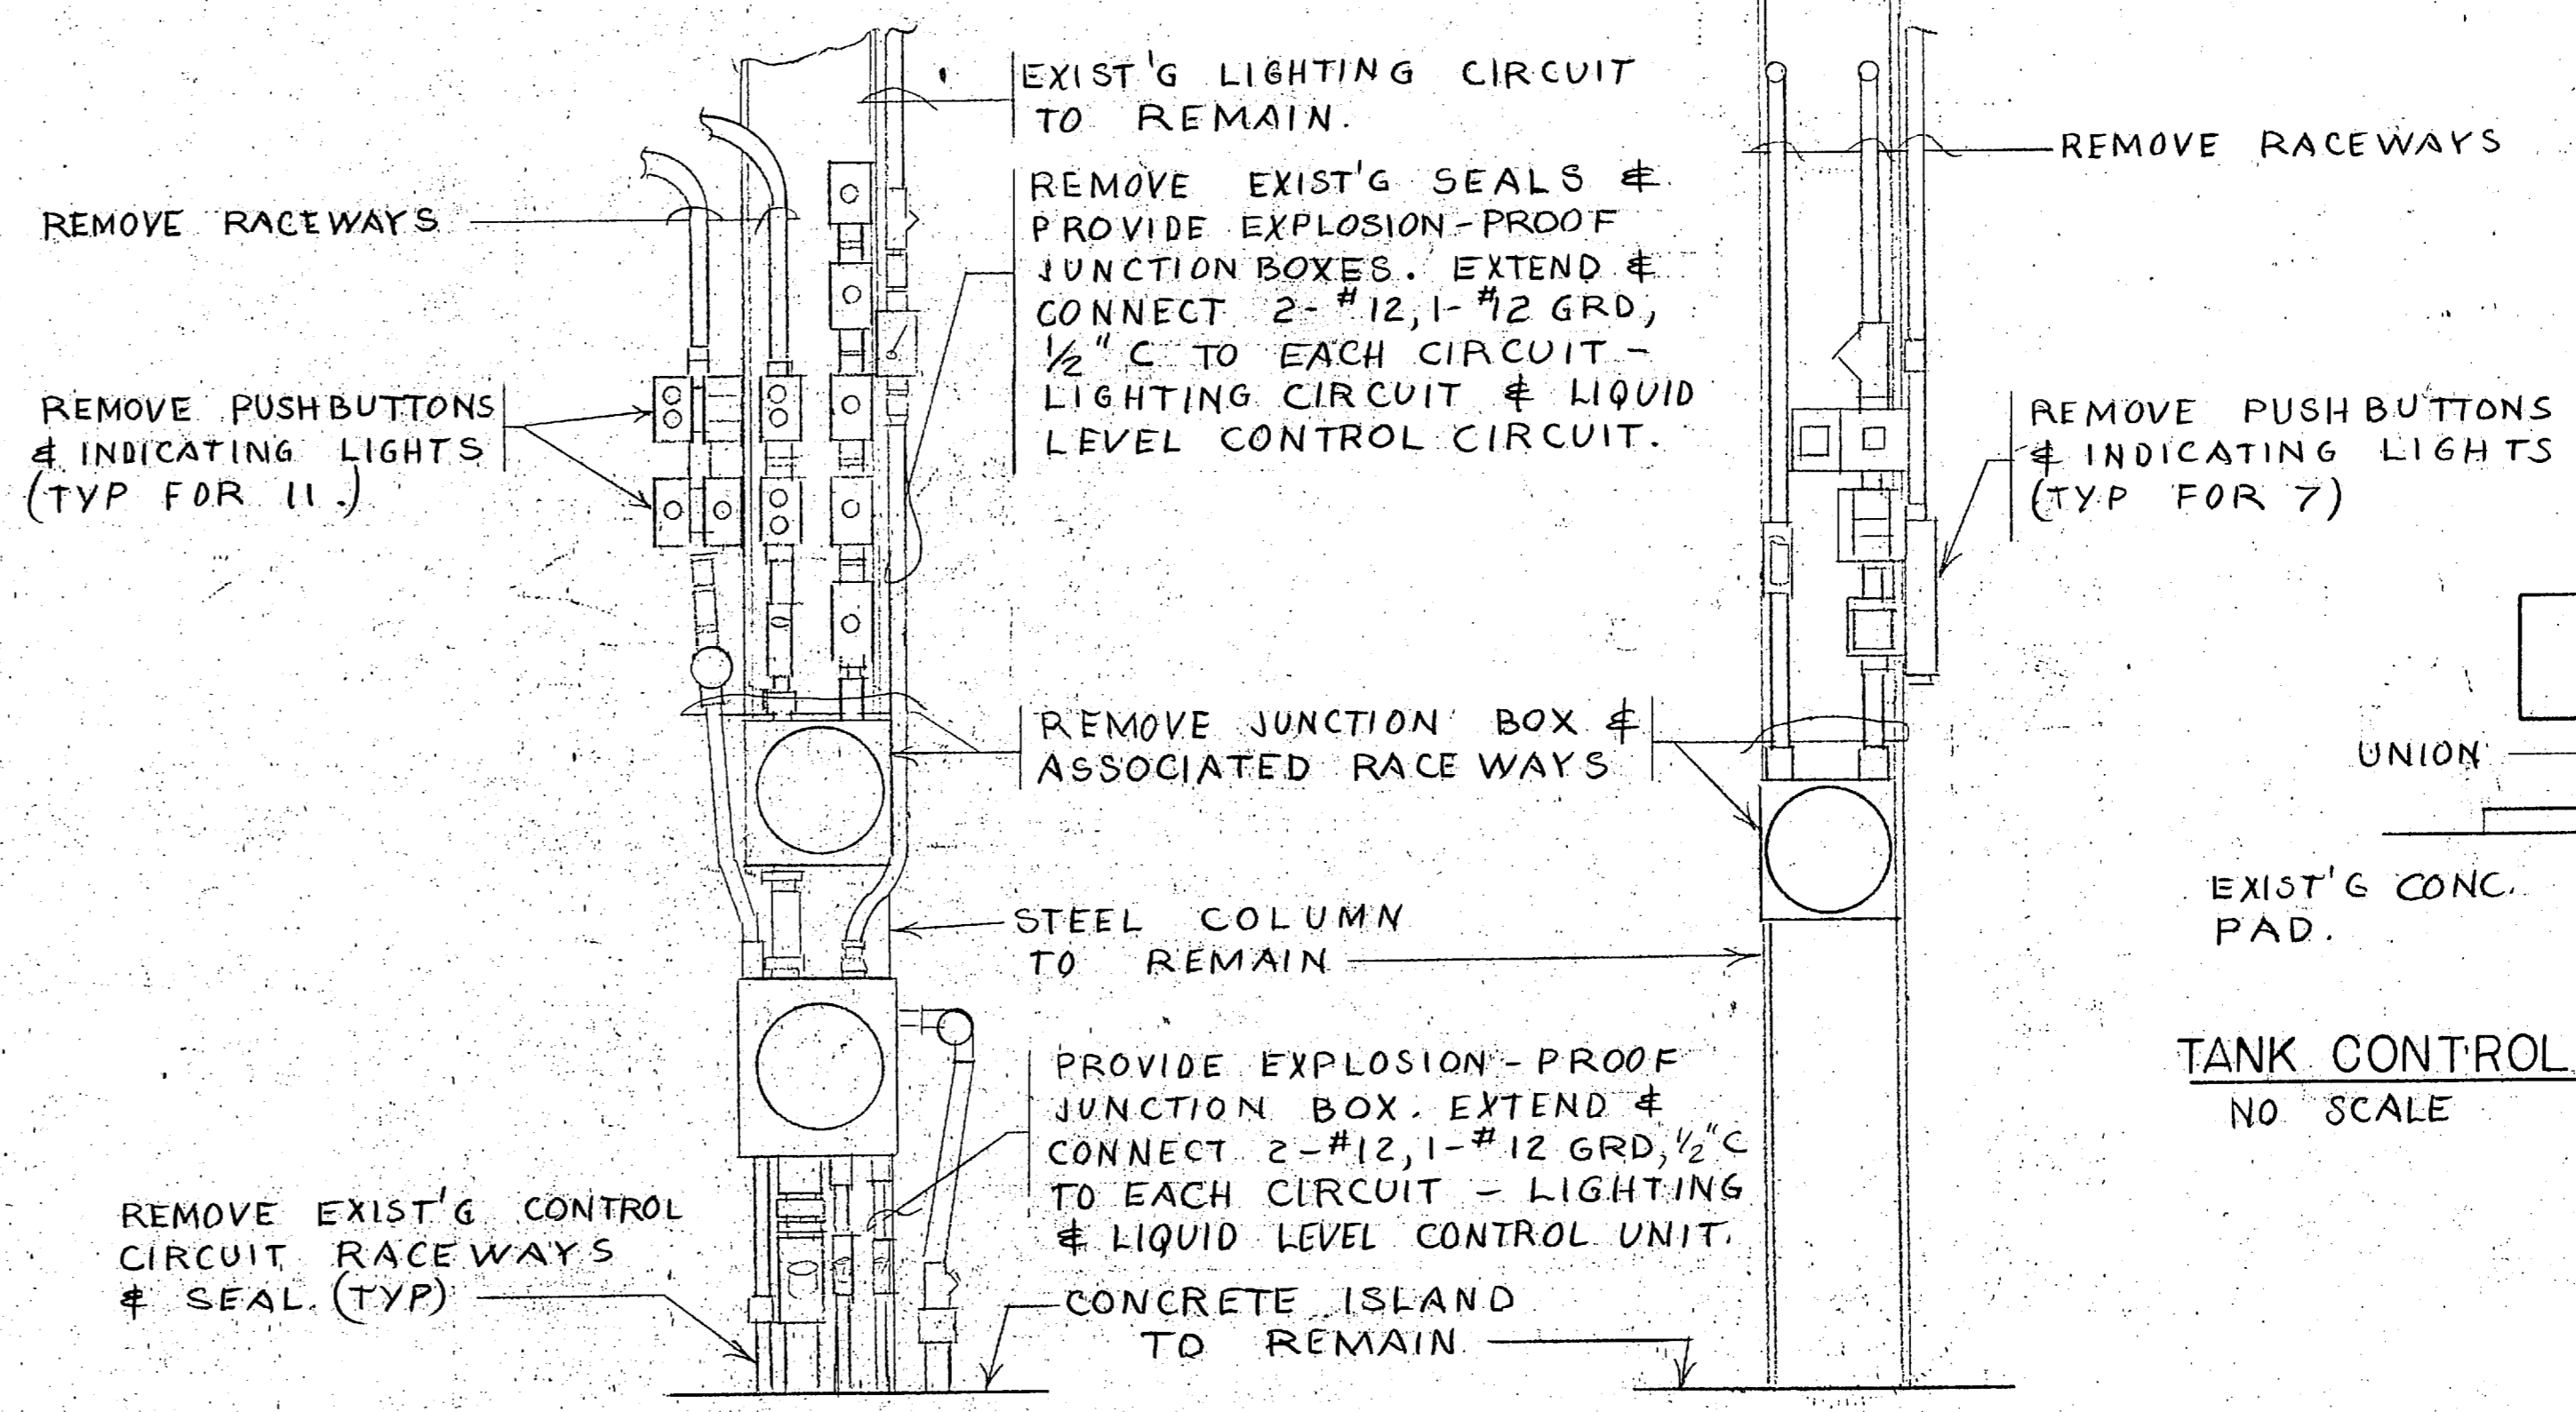 EXIST'G LIGHTING CIRCUIT
TO REMAIN.
REMOVE RACEWAYS
REMOVE EXIST'G SEALS &
PROVIDE EXPLOSION-PROOF
JUNCTION BOXES. EXTEND &
CONNECT 2-#12, 1-#12 GRD,
1/2" C TO EACH CIRCUIT -
LIGHTING CIRCUIT & LIQUID
LEVEL CONTROL CIRCUIT.
REMOVE PUSHBUTTONS
& INDICATING LIGHTS
(TYP FOR 11.)
REMOVE RACEWAYS
REMOVE PUSHBUTTONS
& INDICATING LIGHTS
(TYP FOR 7)
REMOVE JUNCTION BOX &
ASSOCIATED RACEWAYS
STEEL COLUMN
TO REMAIN
PROVIDE EXPLOSION-PROOF
JUNCTION BOX. EXTEND &
CONNECT 2-#12, 1-#12 GRD, 1/2" C
TO EACH CIRCUIT - LIGHTING
& LIQUID LEVEL CONTROL UNIT.
REMOVE EXIST'G CONTROL
CIRCUIT RACEWAYS
& SEAL. (TYP)
CONCRETE ISLAND
TO REMAIN
UNION
EXIST'G CONC.
PAD.
TANK CONTROL
NO SCALE